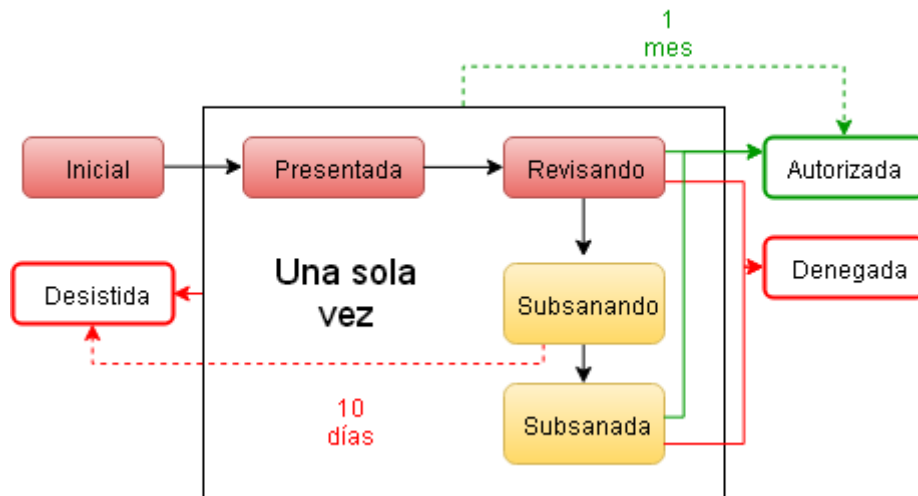 1
mes
Inicial
Presentada
Revisando
Autorizada
Desistida
Una sola
vez
Subsanando
Denegada
10
días
Subsanada